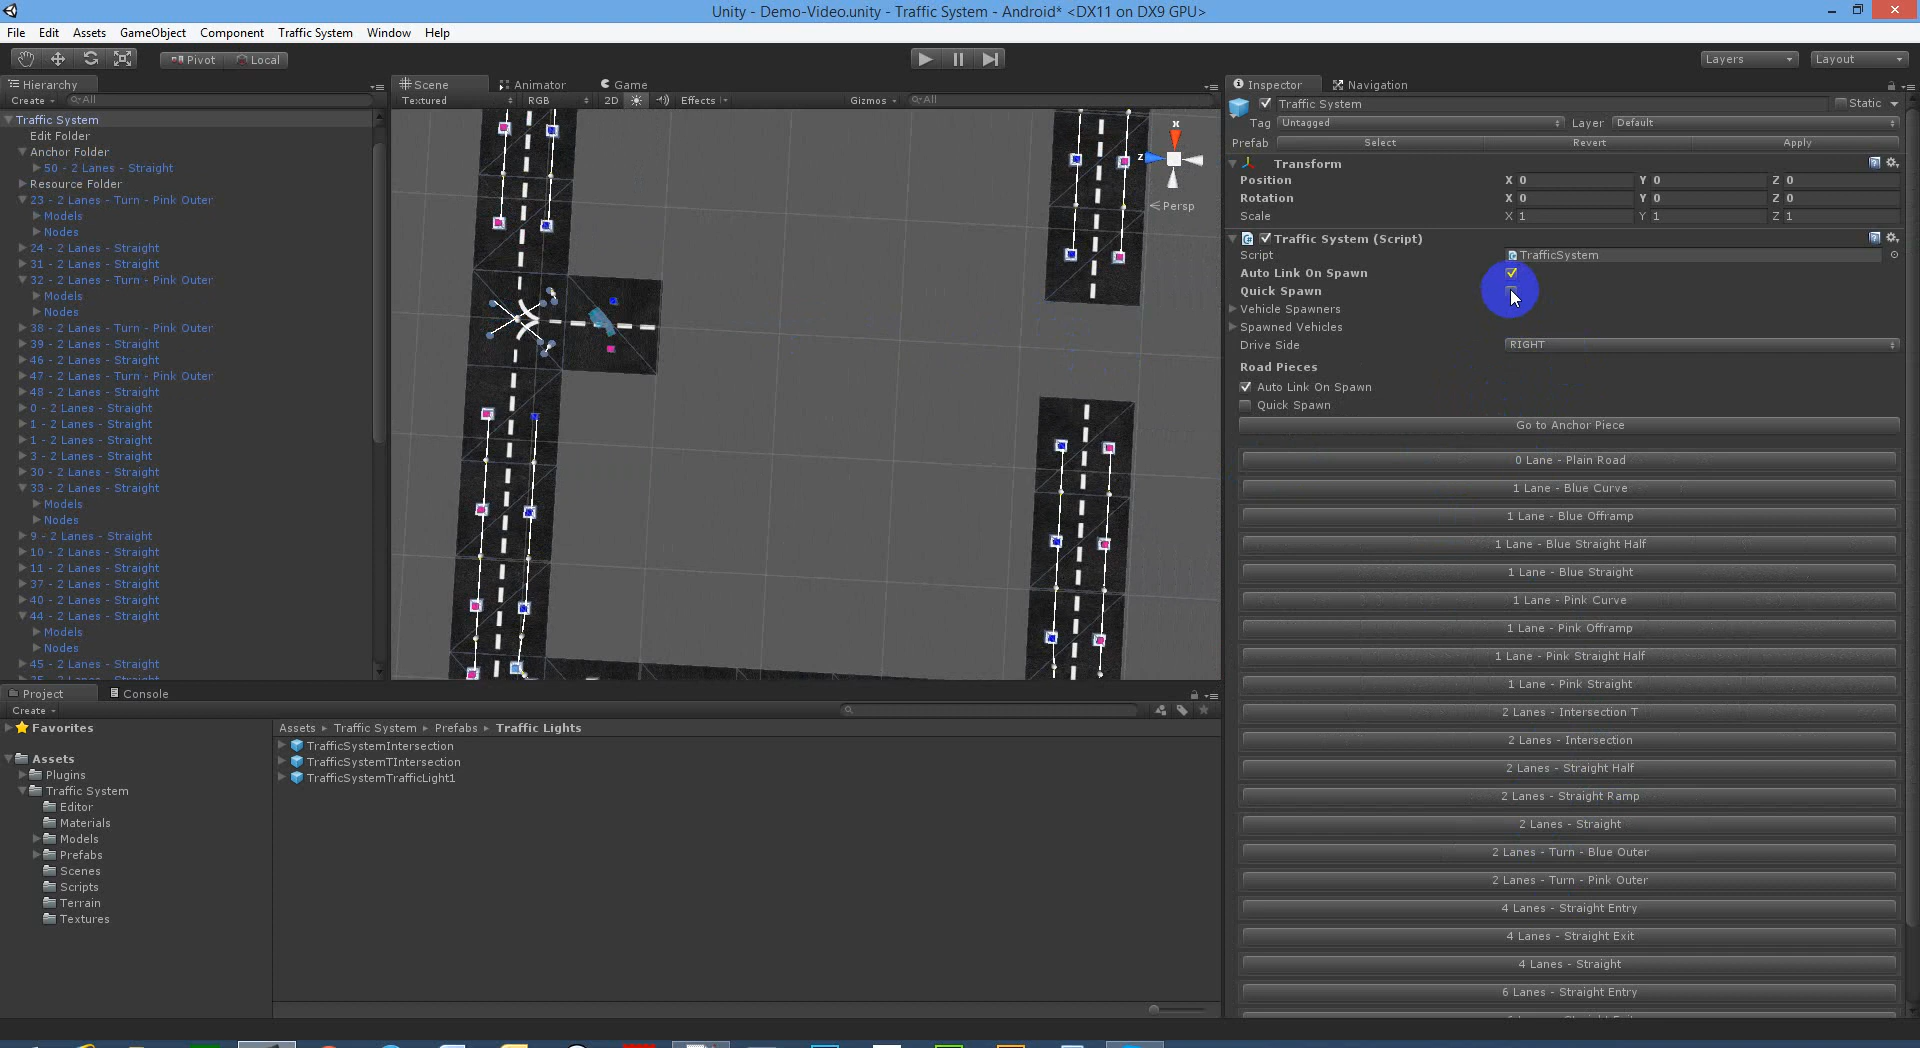 Unity - Demo-Video.unity - Traffic System - Android* <DX11 on DX9 GPU>
File Edit Assets GameObject Component Traffic System Window Help
Pivot Local Layers Layout
Hierarchy
Create All
Traffic System
Edit Folder
Anchor Folder
50 - 2 Lanes - Straight
Resource Folder
23 - 2 Lanes - Turn - Pink Outer
Models
Nodes
24 - 2 Lanes - Straight
31 - 2 Lanes - Straight
32 - 2 Lanes - Turn - Pink Outer
Models
Nodes
38 - 2 Lanes - Turn - Pink Outer
39 - 2 Lanes - Straight
46 - 2 Lanes - Straight
47 - 2 Lanes - Turn - Pink Outer
48 - 2 Lanes - Straight
0 - 2 Lanes - Straight
1 - 2 Lanes - Straight
1 - 2 Lanes - Straight
3 - 2 Lanes - Straight
30 - 2 Lanes - Straight
33 - 2 Lanes - Straight
Models
Nodes
9 - 2 Lanes - Straight
10 - 2 Lanes - Straight
11 - 2 Lanes - Straight
37 - 2 Lanes - Straight
40 - 2 Lanes - Straight
44 - 2 Lanes - Straight
Models
Nodes
45 - 2 Lanes - Straight
Scene Animator Game
Textured RGB 2D Effects Gizmos All
x
z
Persp
Inspector Navigation
Traffic System Static
Tag Untagged Layer Default
Prefab Select Revert Apply
Transform
Position X 0 Y 0 Z 0
Rotation X 0 Y 0 Z 0
Scale X 1 Y 1 Z 1
Traffic System (Script)
Script TrafficSystem
Auto Link On Spawn
Quick Spawn
Vehicle Spawners
Spawned Vehicles
Drive Side RIGHT
Road Pieces
Auto Link On Spawn
Quick Spawn
Go to Anchor Piece
0 Lane - Plain Road
1 Lane - Blue Curve
1 Lane - Blue Offramp
1 Lane - Blue Straight Half
1 Lane - Blue Straight
1 Lane - Pink Curve
1 Lane - Pink Offramp
1 Lane - Pink Straight Half
1 Lane - Pink Straight
2 Lanes - Intersection T
2 Lanes - Intersection
2 Lanes - Straight Half
2 Lanes - Straight Ramp
2 Lanes - Straight
2 Lanes - Turn - Blue Outer
2 Lanes - Turn - Pink Outer
4 Lanes - Straight Entry
4 Lanes - Straight Exit
4 Lanes - Straight
6 Lanes - Straight Entry
Project Console
Create
Favorites
Assets
Plugins
Traffic System
Editor
Materials
Models
Prefabs
Scenes
Scripts
Terrain
Textures
Assets Traffic System Prefabs Traffic Lights
TrafficSystemIntersection
TrafficSystemTIntersection
TrafficSystemTrafficLight1